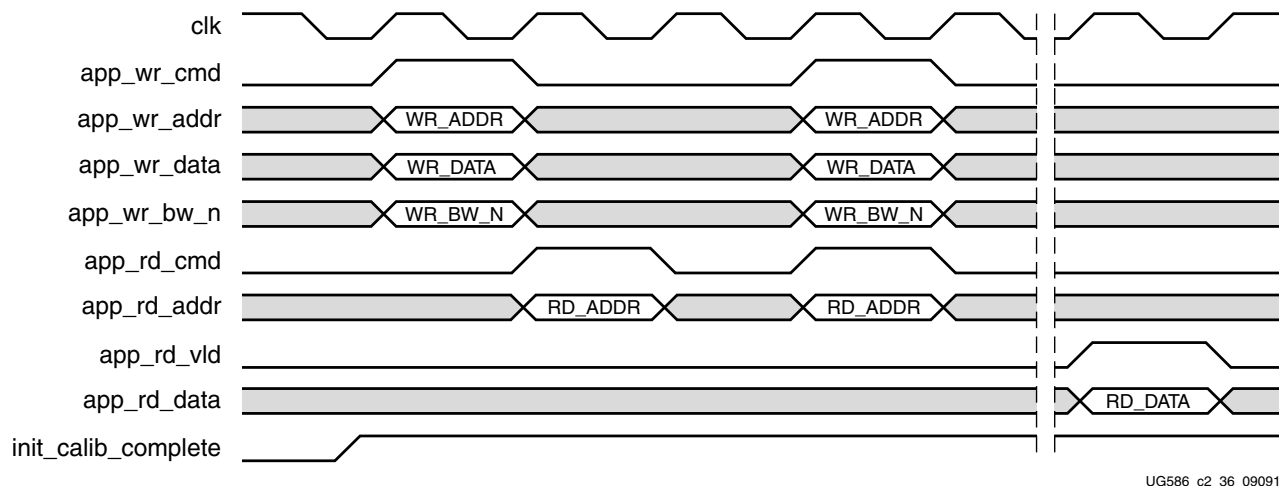 clk
app_wr_cmd
app_wr_addr WR_ADDR WR_ADDR
app_wr_data WR_DATA WR_DATA
app_wr_bw_n WR_BW_N WR_BW_N
app_rd_cmd
app_rd_addr RD_ADDR RD_ADDR
app_rd_vld
app_rd_data RD_DATA
init_calib_complete
UG586_c2_36_09091